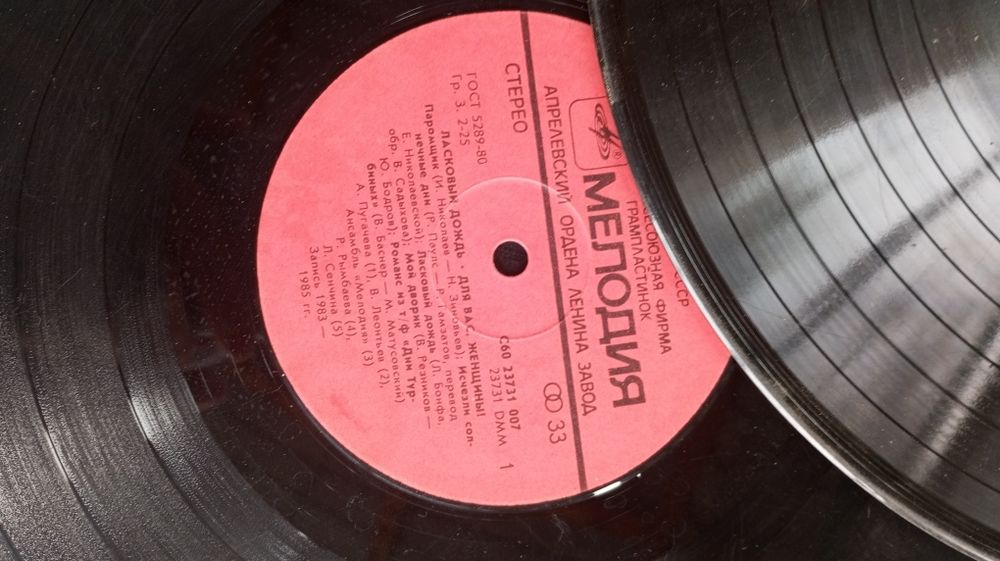 СССР
ВСЕСОЮЗНАЯ ФИРМА
ГРАМПЛАСТИНОК
® МЕЛОДИЯ
АПРЕЛЕВСКИЙ ОРДЕНА ЛЕНИНА ЗАВОД
СТЕРЕО
33
ГОСТ 5289-80
Гр. 3. 2-25
С60 23731 007
23731 DMM 1
ЛАСКОВЫЙ ДОЖДЬ · ДЛЯ ВАС, ЖЕНЩИНЫ!
Паромщик (И. Николаев — Н. Зиновьев); Исчезли сол-
нечные дни (Р. Паулс — Р. Гамзатов, перевод
Е. Николаевской); Ласковый дождь (Л. Бонфа,
обр. В. Садыхова); Мой дворик (В. Резников —
Ю. Бодров); Романс из т/ф «Дни Тур-
биных» (В. Баснер — М. Матусовский)
А. Пугачева (1), В. Леонтьев (2),
Ансамбль «Мелодия» (3)
Р. Рымбаева (4),
Л. Сенчина (5)
Запись 1983—
1985 гг.